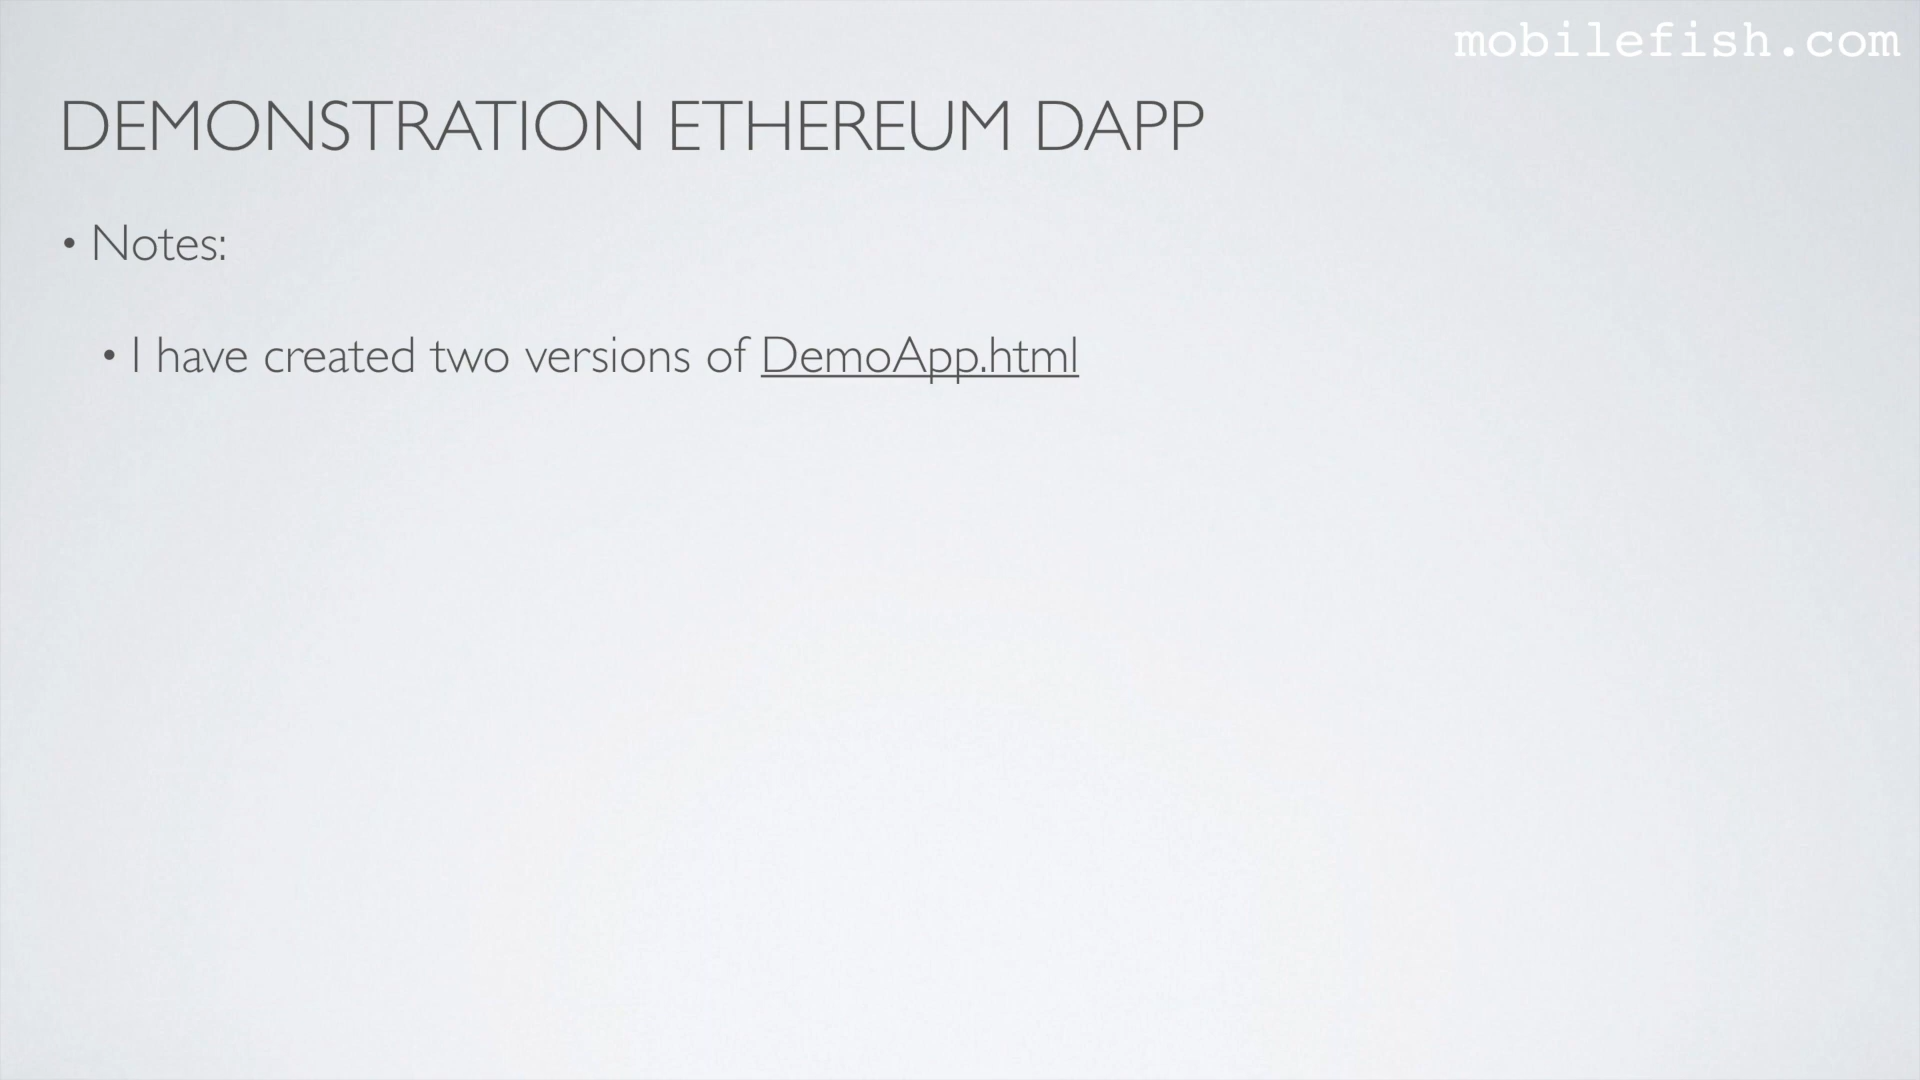 mobilefish.com
DEMONSTRATION ETHEREUM DAPP
• Notes:
• I have created two versions of DemoApp.html